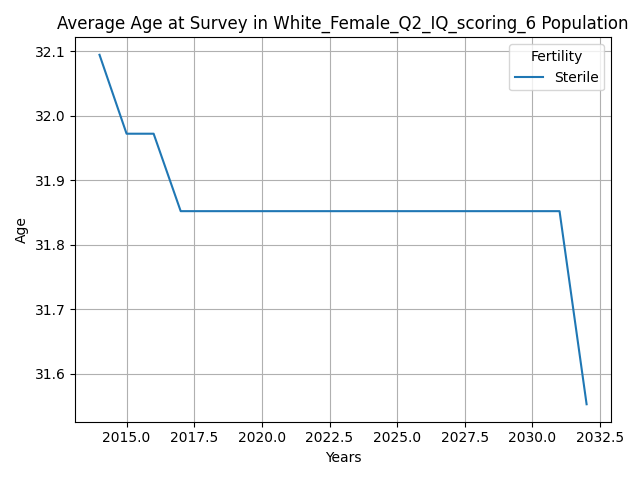 Average Age at Survey in White_Female_Q2_IQ_scoring_6 Population
Fertility
Sterile
32.1
32.0
31.9
31.8
31.7
31.6
Age
2015.0 2017.5 2020.0 2022.5 2025.0 2027.5 2030.0 2032.5
Years